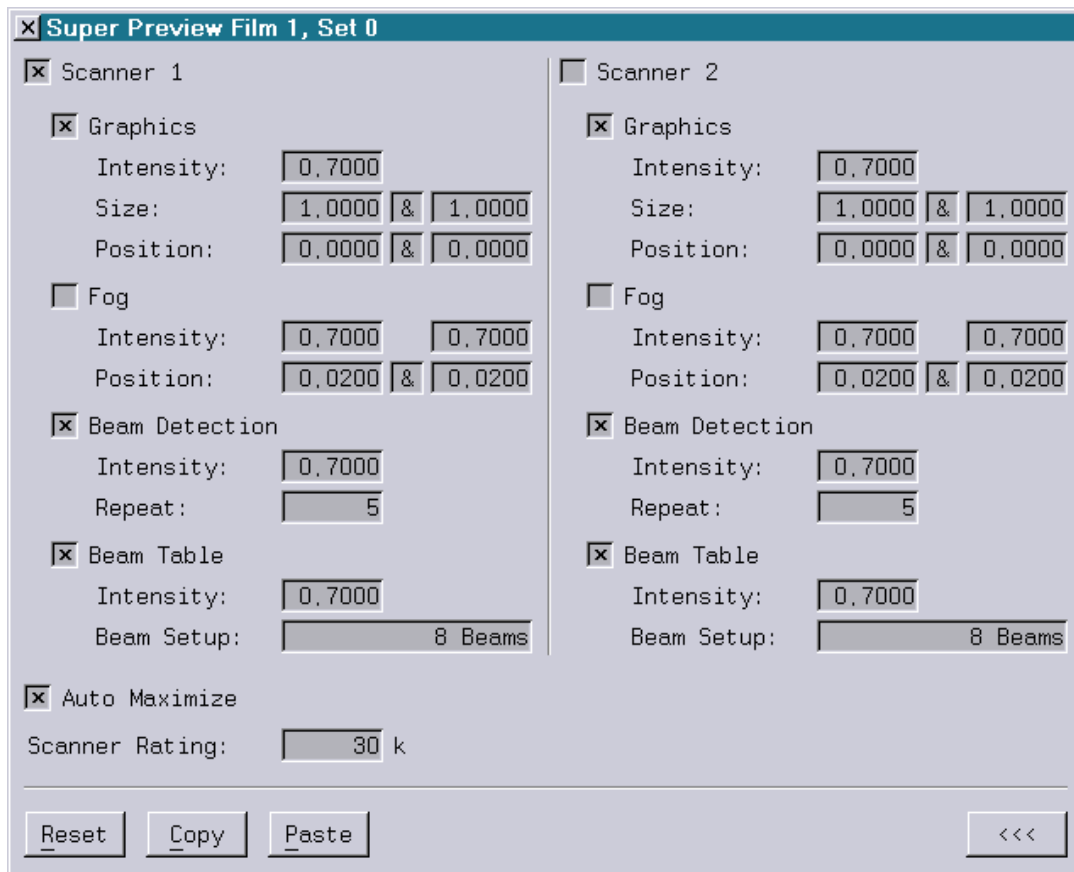 Super Preview Film 1, Set 0
Scanner 1
Graphics
Intensity: 0,7000
Size: 1,0000 & 1,0000
Position: 0,0000 & 0,0000
Fog
Intensity: 0,7000 0,7000
Position: 0,0200 & 0,0200
Beam Detection
Intensity: 0,7000
Repeat: 5
Beam Table
Intensity: 0,7000
Beam Setup: 8 Beams
Scanner 2
Graphics
Intensity: 0,7000
Size: 1,0000 & 1,0000
Position: 0,0000 & 0,0000
Fog
Intensity: 0,7000 0,7000
Position: 0,0200 & 0,0200
Beam Detection
Intensity: 0,7000
Repeat: 5
Beam Table
Intensity: 0,7000
Beam Setup: 8 Beams
Auto Maximize
Scanner Rating: 30 k
Reset Copy Paste <<<